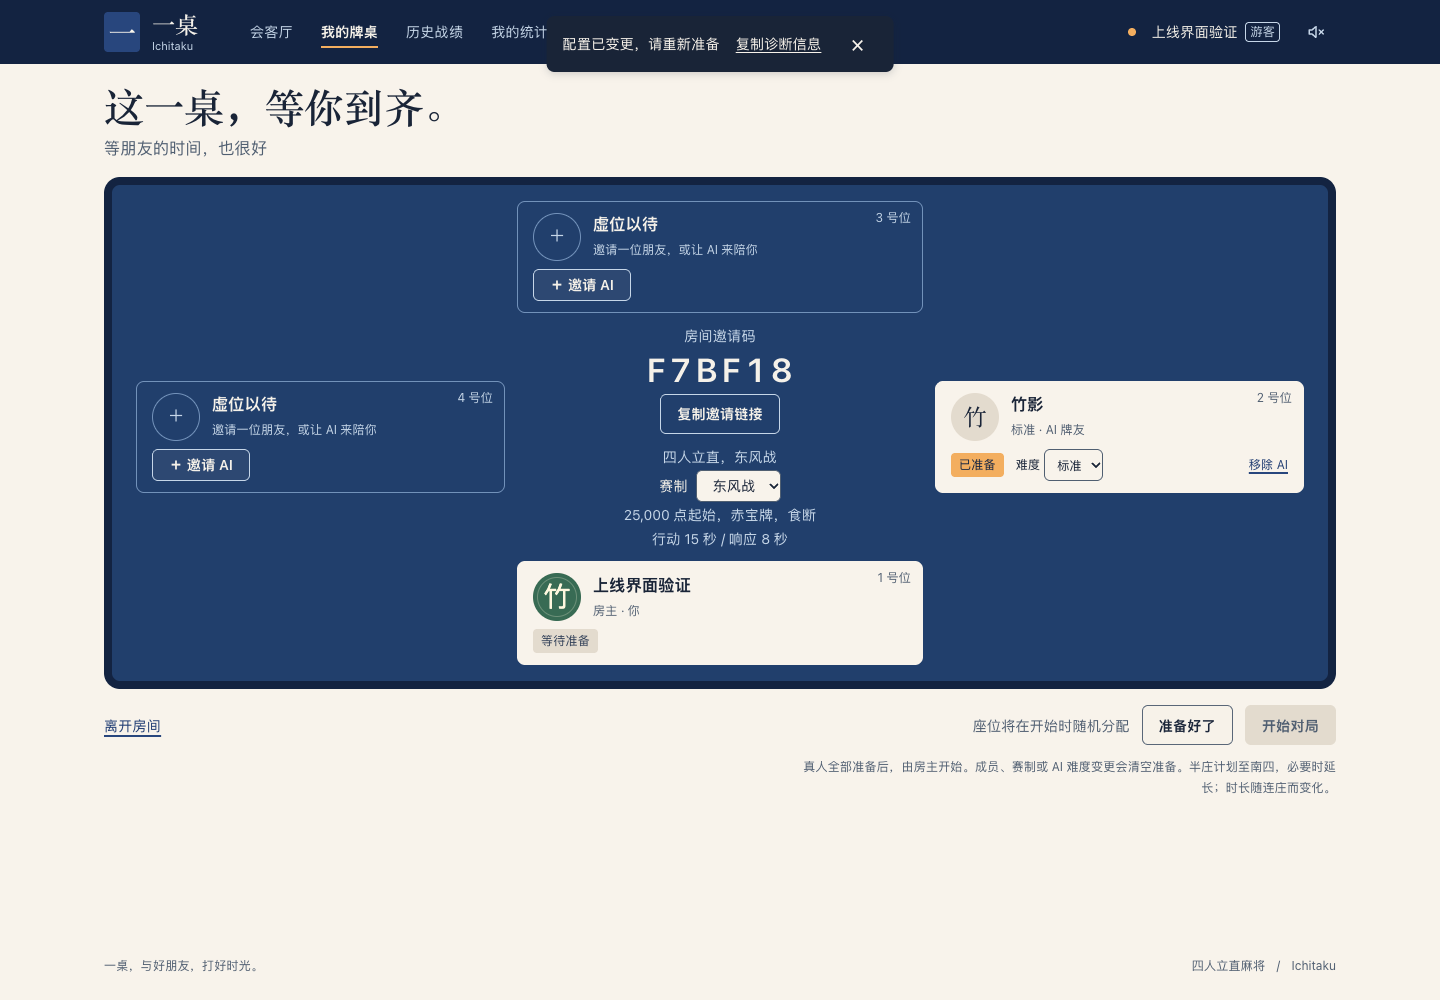 一 一桌
Ichitaku
会客厅 我的牌桌 历史战绩 我的统计
配置已变更，请重新准备 复制诊断信息 ×
上线界面验证 游客
这一桌，等你到齐。
等朋友的时间，也很好
虚位以待 3 号位
邀请一位朋友，或让 AI 来陪你
+ 邀请 AI
房间邀请码
F7BF18
复制邀请链接
四人立直，东风战
赛制 东风战
25,000 点起始，赤宝牌，食断
行动 15 秒 / 响应 8 秒
虚位以待 4 号位
邀请一位朋友，或让 AI 来陪你
+ 邀请 AI
竹 竹影 2 号位
标准 · AI 牌友
已准备 难度 标准 移除 AI
竹 上线界面验证 1 号位
房主 · 你
等待准备
离开房间 座位将在开始时随机分配 准备好了 开始对局
真人全部准备后，由房主开始。成员、赛制或 AI 难度变更会清空准备。半庄计划至南四，必要时延
长；时长随连庄而变化。
一桌，与好朋友，打好时光。 四人立直麻将 / Ichitaku